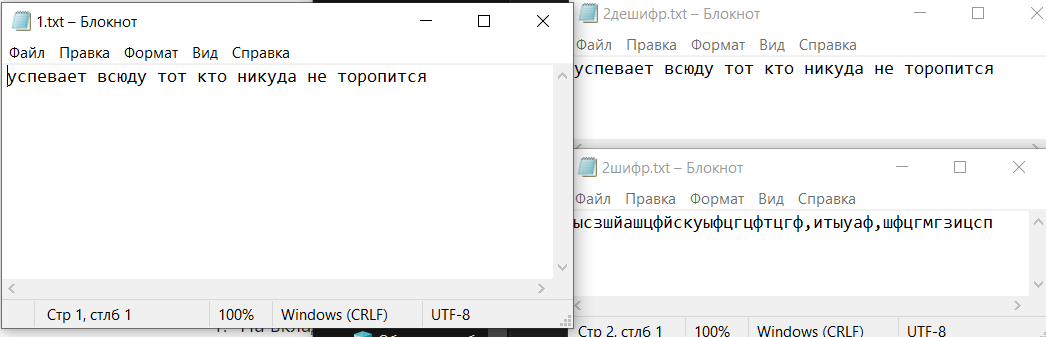 1.txt – Блокнот
Файл Правка Формат Вид Справка
успевает всюду тот кто никуда не торопится
Стр 1, стлб 1 100% Windows (CRLF) UTF-8
2дешифр.txt – Блокнот
Файл Правка Формат Вид Справка
успевает всюду тот кто никуда не торопится
2шифр.txt – Блокнот
Файл Правка Формат Вид Справка
ысзшйашцфйскуыфцгцфтцгф,итыуаф,шфцгмгзицсп
Стр 2, стлб 1 100% Windows (CRLF) UTF-8